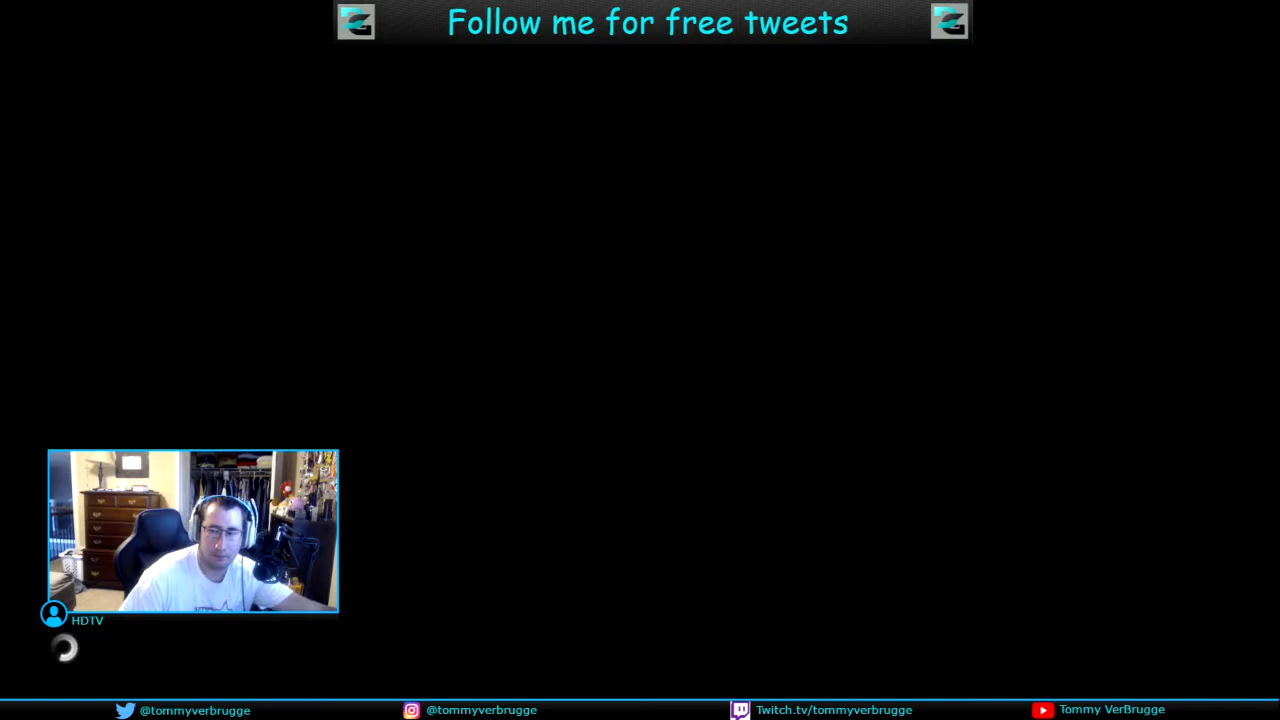 Follow me for free tweets
HDTV
@tommyverbrugge
@tommyverbrugge
Twitch.tv/tommyverbrugge
Tommy VerBrugge